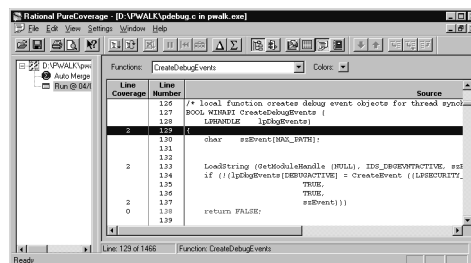 Rational PureCoverage - [D:\PWALK\pdebug.c in pwalk.exe]
File Edit View Settings Window Help
D:\PWALK\pwa
Auto Merge
Run @ 04/
Functions: CreateDebugEvents Colors:
Line Coverage Line Number Source
126 /* local function creates debug event objects for thread sync
127 BOOL WINAPI CreateDebugEvents (
128 LPHANDLE lpDbgEvents)
2 129 {
130 char szEvent[MAX_PATH];
131
132
2 133 LoadString (GetModuleHandle (NULL), IDS_DBGEVNTACTIVE, szE
134 if (!(lpDbgEvents[DEBUGACTIVE] = CreateEvent ((LPSECURITY_
135 TRUE,
136 TRUE,
2 137 szEvent)))
0 138 return FALSE;
139
Line: 129 of 1466 Function: CreateDebugEvents
Ready